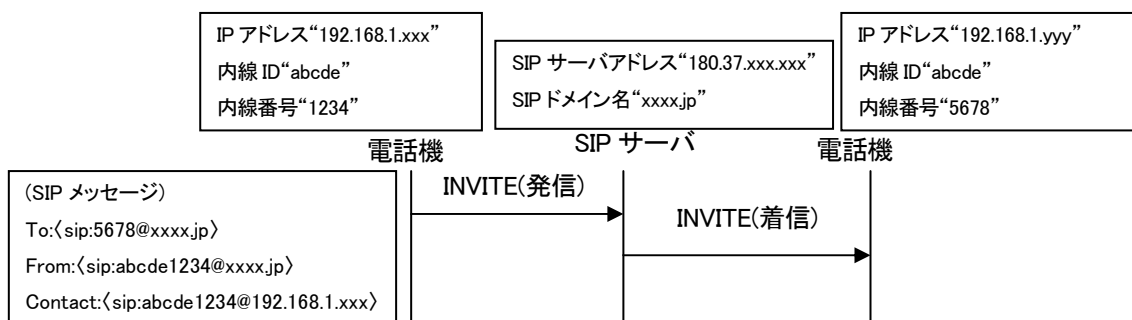 IP アドレス“192.168.1.xxx”
内線 ID“abcde”
内線番号“1234”
SIP サーバアドレス“180.37.xxx.xxx”
SIP ドメイン名“xxxx.jp”
IP アドレス“192.168.1.yyy”
内線 ID“abcde”
内線番号“5678”
電話機
SIP サーバ
電話機
(SIP メッセージ)
To:〈sip:5678@xxxx.jp〉
From:〈sip:abcde1234@xxxx.jp〉
Contact:〈sip:abcde1234@192.168.1.xxx〉
INVITE(発信)
INVITE(着信)